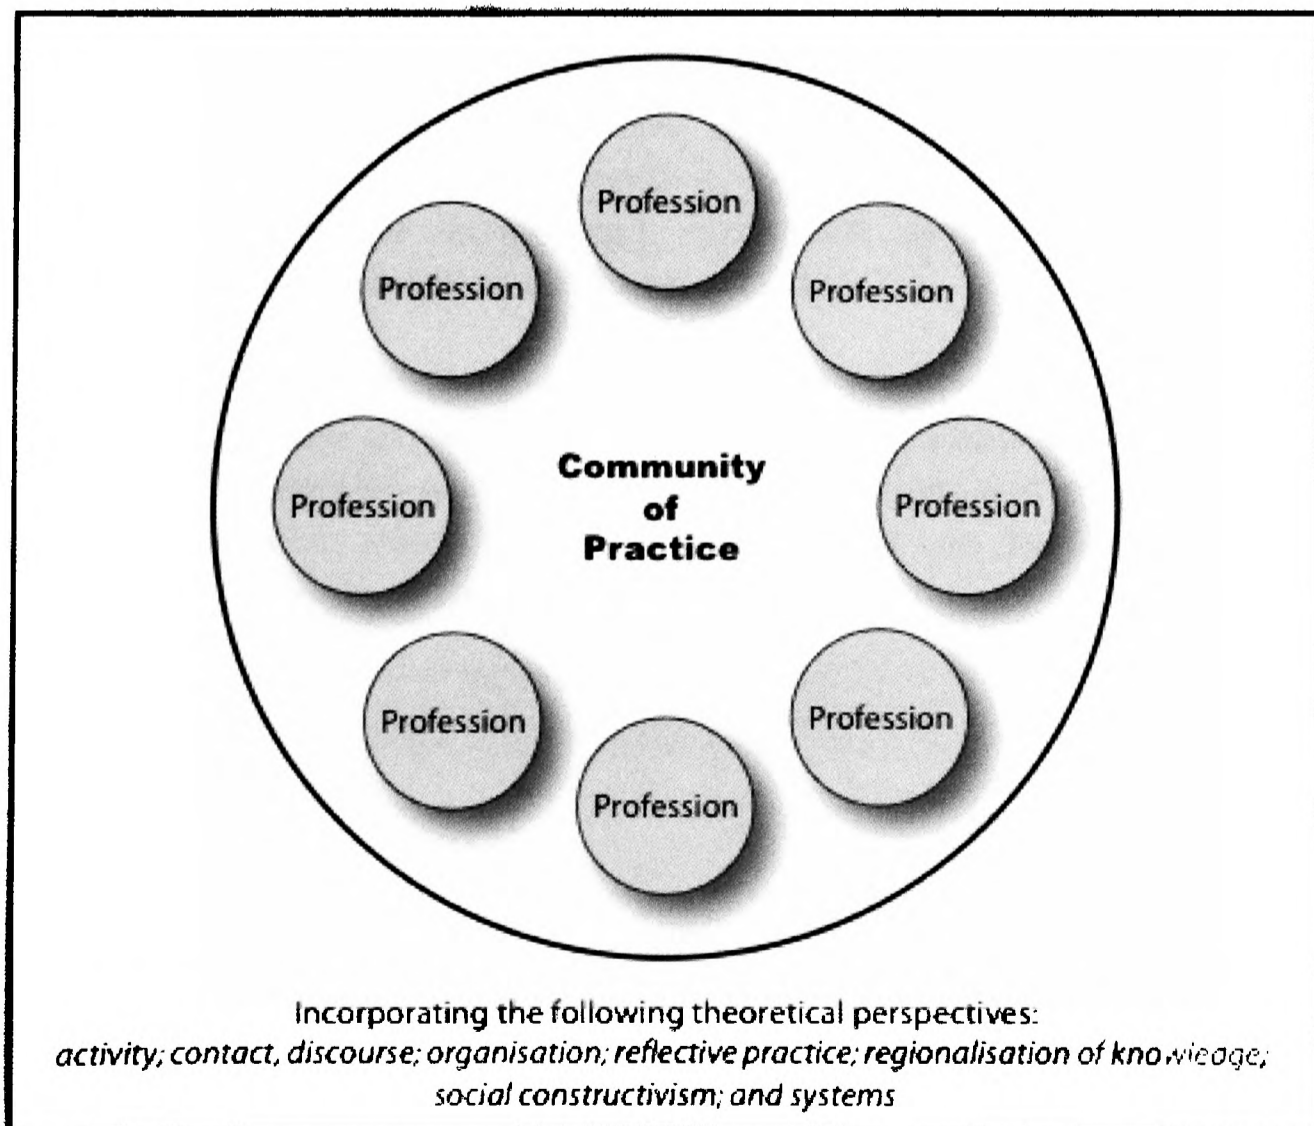 Profession
Profession
Profession
Profession
Profession
Community
of
Practice
Profession
Profession
Profession
Incorporating the following theoretical perspectives:
activity; contact, discourse; organisation; reflective practice; regionalisation of knowledge;
social constructivism; and systems